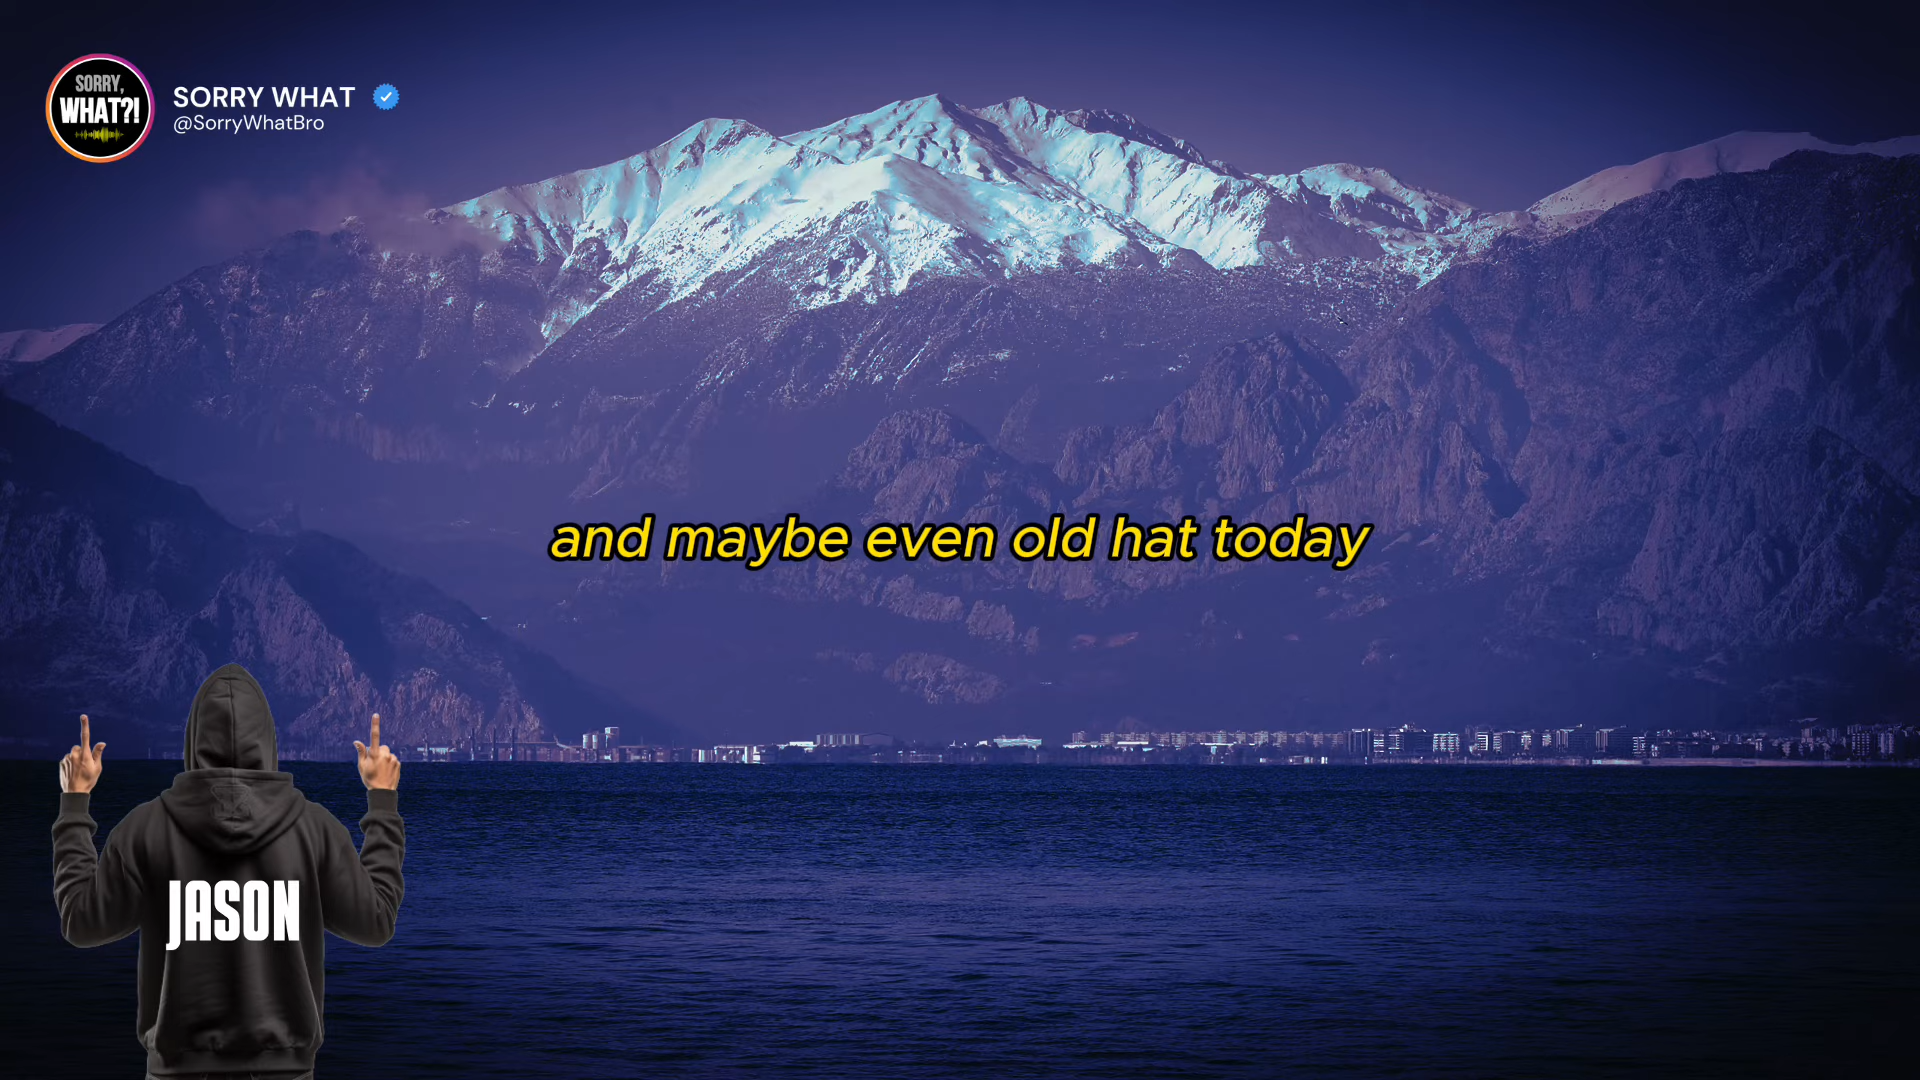 SORRY,
WHAT?!
SORRY WHAT
@SorryWhatBro
and maybe even old hat today
JASON